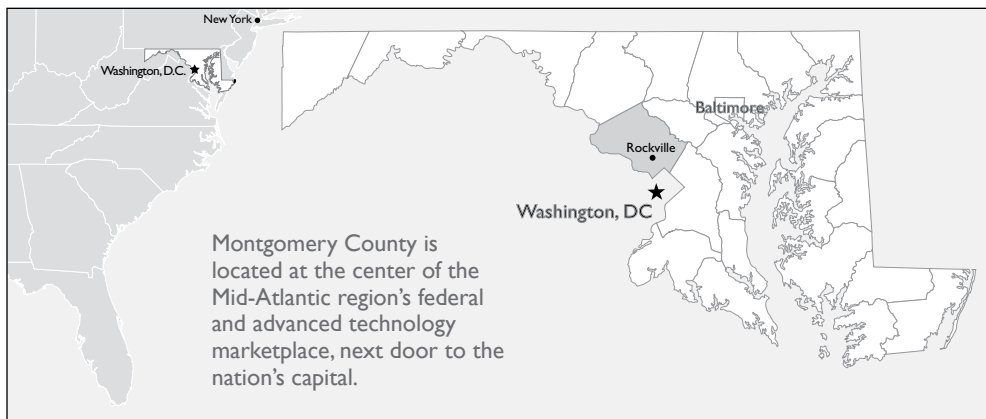 New York
Washington, D.C.
Baltimore
Rockville
Washington, DC
Montgomery County is
located at the center of the
Mid-Atlantic region's federal
and advanced technology
marketplace, next door to the
nation's capital.